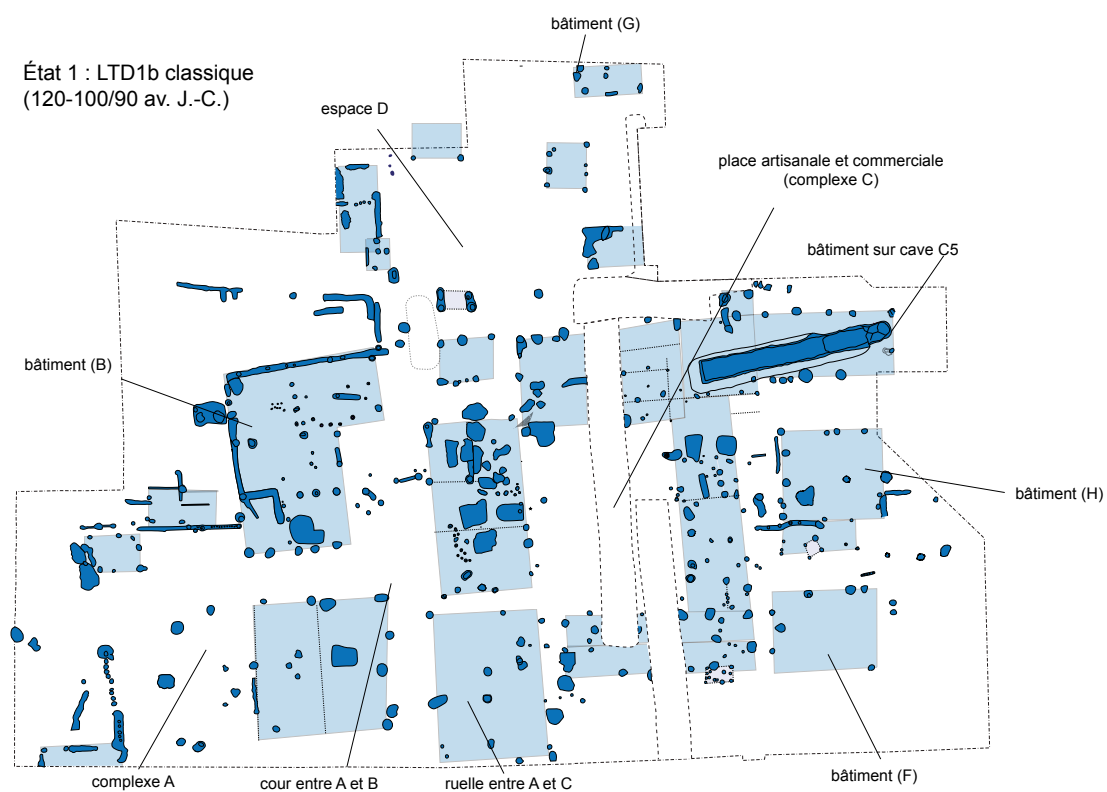 bâtiment (G)
État 1 : LTD1b classique
(120-100/90 av. J.-C.)
espace D
place artisanale et commerciale
(complexe C)
bâtiment sur cave C5
bâtiment (B)
bâtiment (H)
complexe A
cour entre A et B
ruelle entre A et C
bâtiment (F)